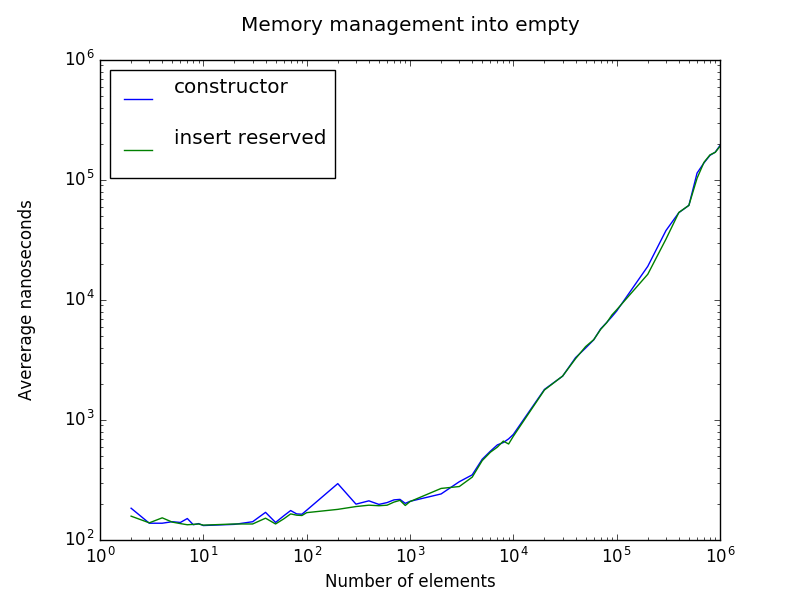 Memory management into empty
10^6
10^5
10^4
10^3
10^2
Avererage nanoseconds
constructor
insert reserved
10^0 10^1 10^2 10^3 10^4 10^5 10^6
Number of elements